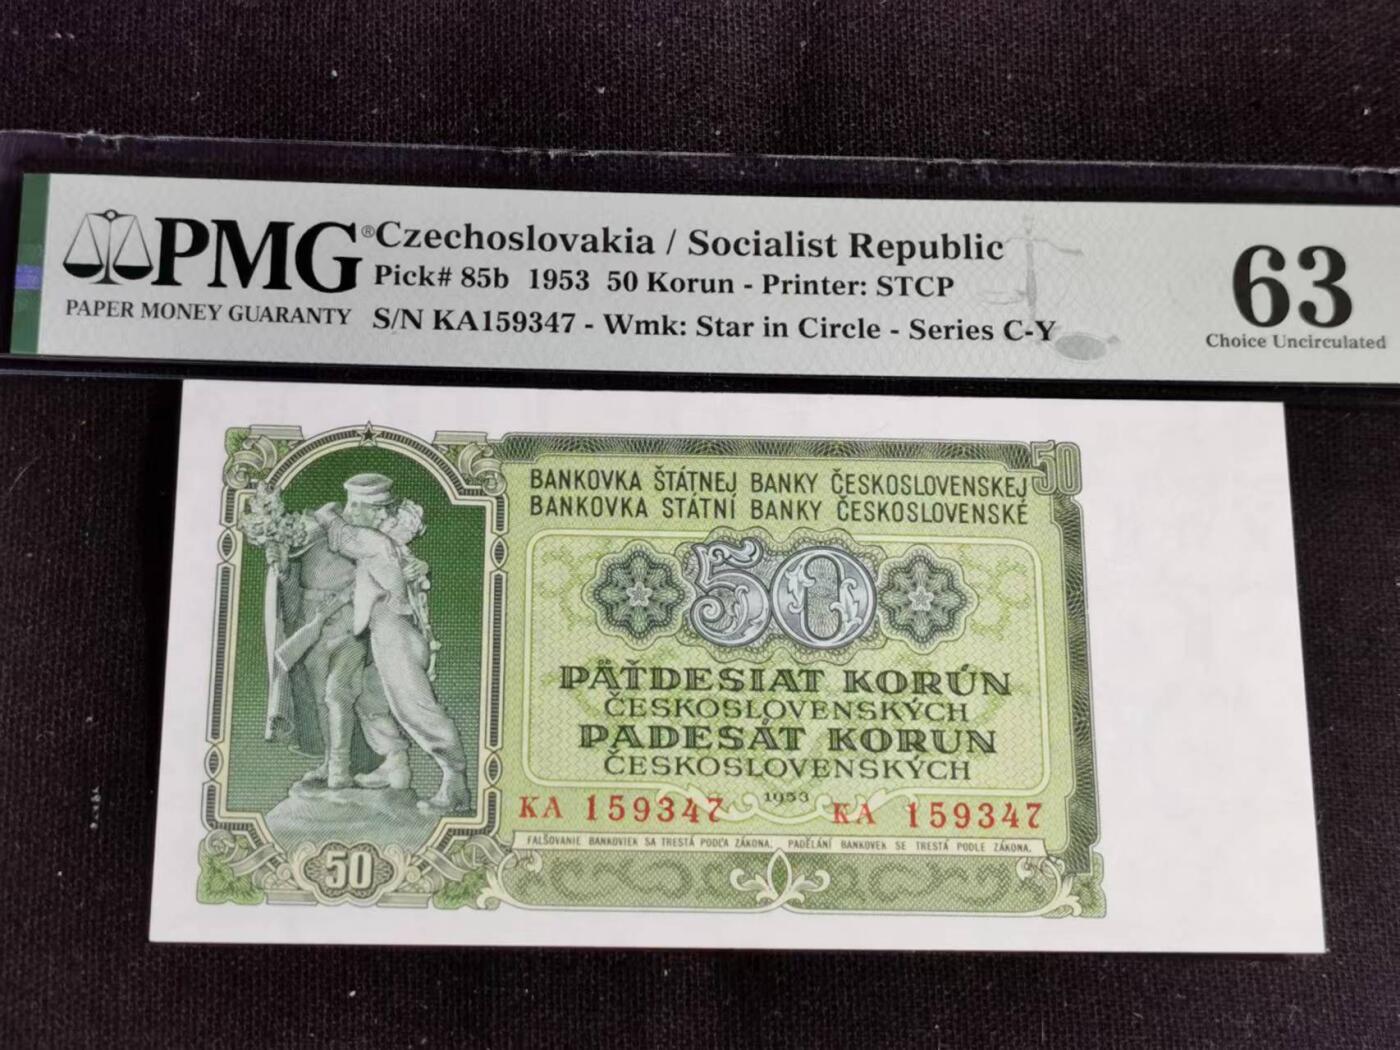 PMG®
PAPER MONEY GUARANTY
Czechoslovakia / Socialist Republic
Pick# 85b 1953 50 Korun - Printer: STCP
S/N KA159347 - Wmk: Star in Circle - Series C-Y
63
Choice Uncirculated
50
BANKOVKA ŠTÁTNEJ BANKY ČESKOSLOVENSKEJ
BANKOVKA STÁTNÍ BANKY ČESKOSLOVENSKÉ
50
PÄŤDESIAT KORÚN
ČESKOSLOVENSKÝCH
PADESÁT KORUN
ČESKOSLOVENSKÝCH
1953
KA 159347 KA 159347
FALŠOVANIE BANKOVIEK SA TRESTÁ PODĽA ZÁKONA. PADĚLÁNÍ BANKOVEK SE TRESTÁ PODLE ZÁKONA.
50